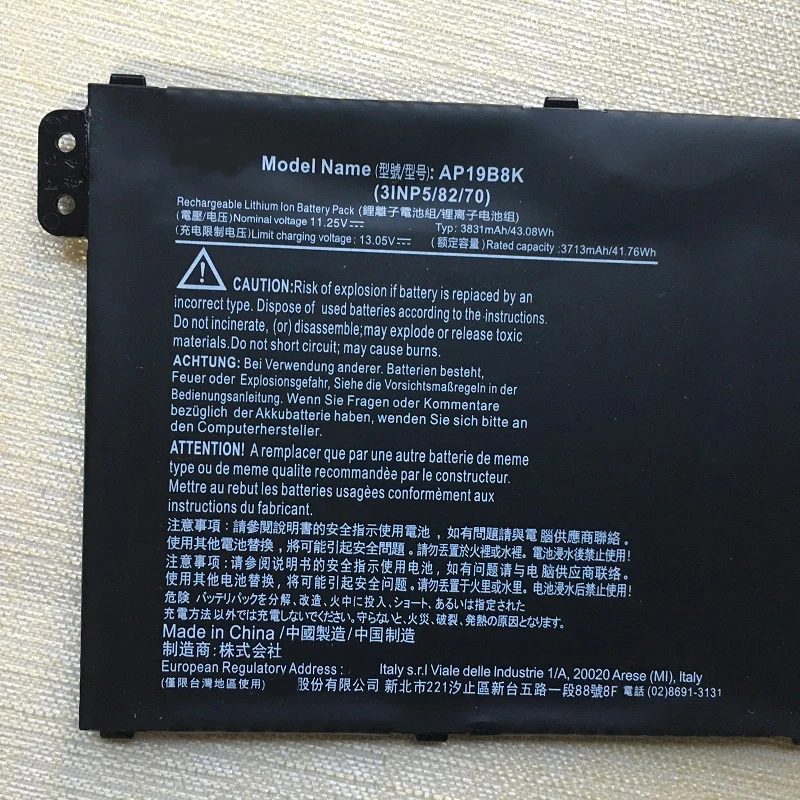 Model Name (型號/型号): AP19B8K
(3INP5/82/70)
Rechargeable Lithium Ion Battery Pack (鋰離子電池組/锂离子电池组)
(電壓/电压) Nominal voltage 11.25V⎓ Typ: 3831mAh/43.08Wh
(充电限制电压) Limit charging voltage : 13.05V⎓ (额定容量) Rated capacity :3713mAh/41.76Wh
CAUTION:Risk of explosion if battery is replaced by an
incorrect type. Dispose of used batteries according to the instructions.
Do not incinerate, (or) disassemble;may explode or release toxic
materials.Do not short circuit; may cause burns.
ACHTUNG: Bei Verwendung anderer. Batterien besteht,
Feuer oder Explosionsgefahr, Siehe die Vorsichtsmaßregeln in der
Bedienungsanleitung. Wenn Sie Fragen oder Kommentare
bezüglich der Akkubatterie haben, wenden Sie sich bitte an
den Computerhersteller.
ATTENTION! A remplacer que par une autre batterie de meme
type ou de meme qualite recommandèe par le constructeur.
Mettre au rebut les batteries usagèes conformèment aux
instructions du fabricant.
注意事項：請參閱說明書的安全指示使用電池，如有問題請與電腦供應商聯絡。
使用其他電池替換，將可能引起安全問題。請勿丟置於火裡或水裡。電池浸水後禁止使用！
注意事项：请参阅说明书的安全指示使用电池，如有问题请与电脑供应商联络。
使用其他电池替换，将可能引起安全问题。请勿丢置于火里或水里。电池浸水后禁止使用！
危険 バッテリパックを分解、改造、火中に投入、ショート、あるいは指定された
充電方法以外では充電しないでください。守らないと、火災、破裂、発熱の原因となります。
Made in China /中國製造/中国制造
制造商：株式会社
European Regulatory Address : Italy s.r.l Viale delle Industrie 1/A, 20020 Arese (MI), Italy
(僅限台灣地區使用) 股份有限公司 新北市221汐止區新台五路一段88號8F 電話 (02)8691-3131